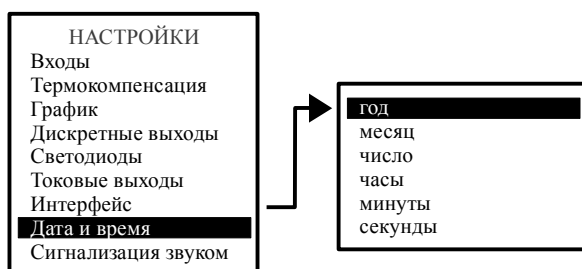 НАСТРОЙКИ
Входы
Термокомпенсация
График
Дискретные выходы
Светодиоды
Токовые выходы
Интерфейс
Дата и время
Сигнализация звуком
год
месяц
число
часы
минуты
секунды